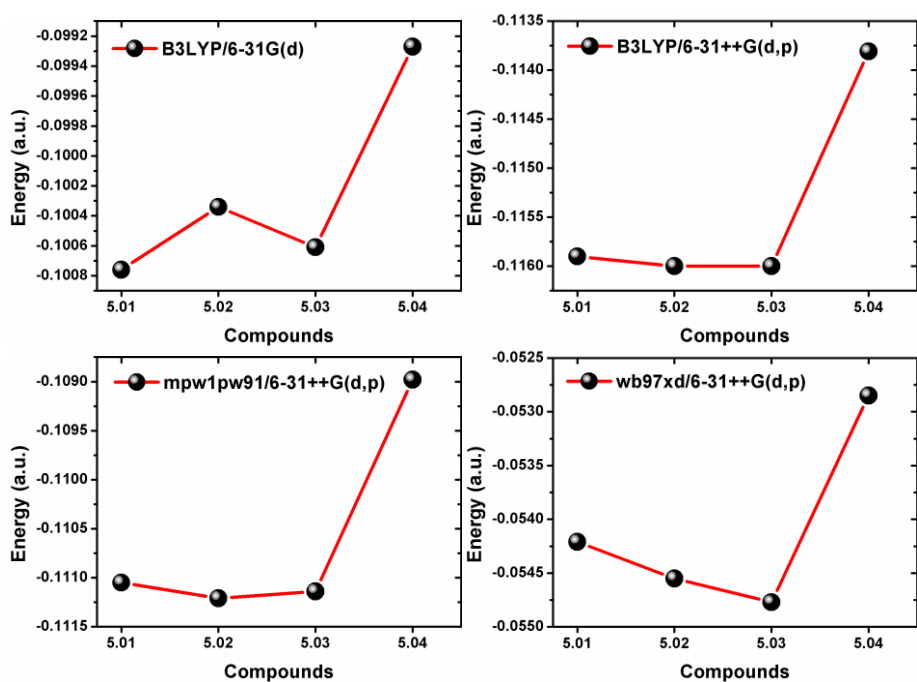 B3LYP/6-31G(d)
Energy (a.u.)
-0.0992
-0.0994
-0.0996
-0.0998
-0.1000
-0.1002
-0.1004
-0.1006
-0.1008
5.01 5.02 5.03 5.04
Compounds
B3LYP/6-31++G(d,p)
Energy (a.u.)
-0.1135
-0.1140
-0.1145
-0.1150
-0.1155
-0.1160
5.01 5.02 5.03 5.04
Compounds
mpw1pw91/6-31++G(d,p)
Energy (a.u.)
-0.1090
-0.1095
-0.1100
-0.1105
-0.1110
-0.1115
5.01 5.02 5.03 5.04
Compounds
wb97xd/6-31++G(d,p)
Energy (a.u.)
-0.0525
-0.0530
-0.0535
-0.0540
-0.0545
-0.0550
5.01 5.02 5.03 5.04
Compounds